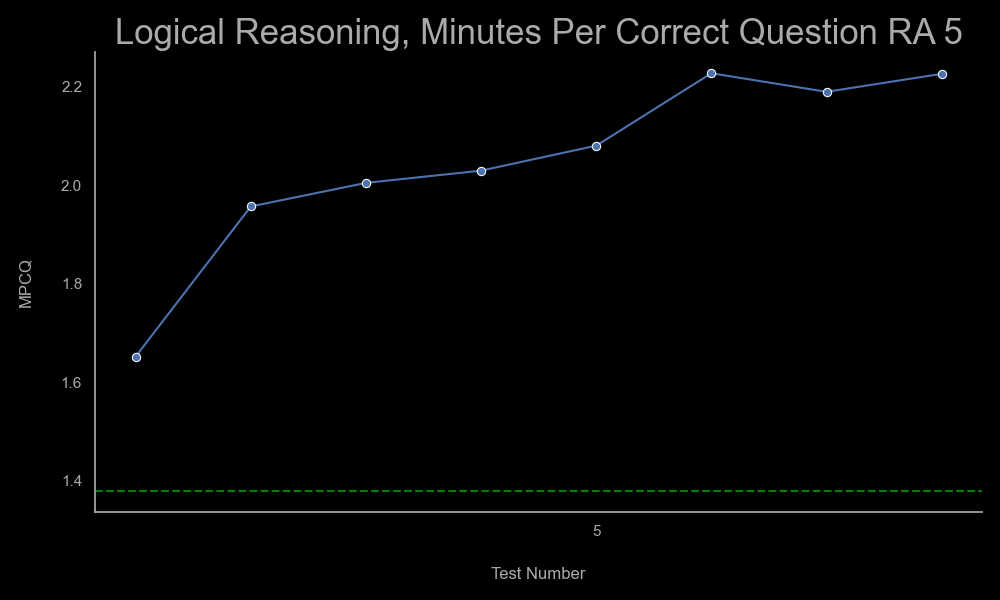 Logical Reasoning, Minutes Per Correct Question RA 5
2.2
2.0
1.8
1.6
1.4
MPCQ
5
Test Number